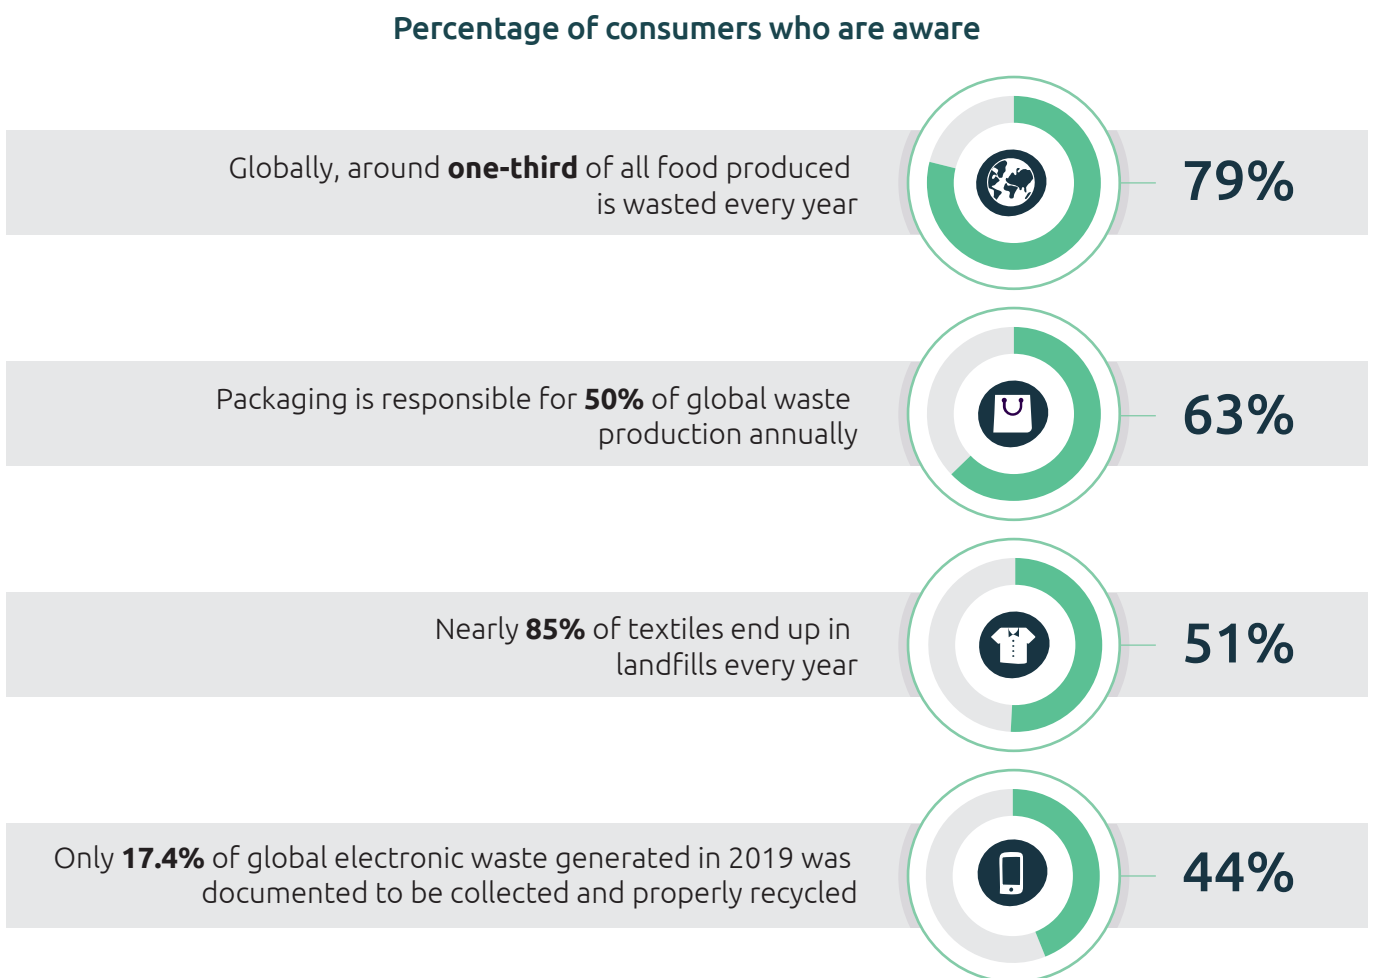 Percentage of consumers who are aware
Globally, around one-third of all food produced
is wasted every year
79%
Packaging is responsible for 50% of global waste
production annually
63%
Nearly 85% of textiles end up in
landfills every year
51%
Only 17.4% of global electronic waste generated in 2019 was
documented to be collected and properly recycled
44%